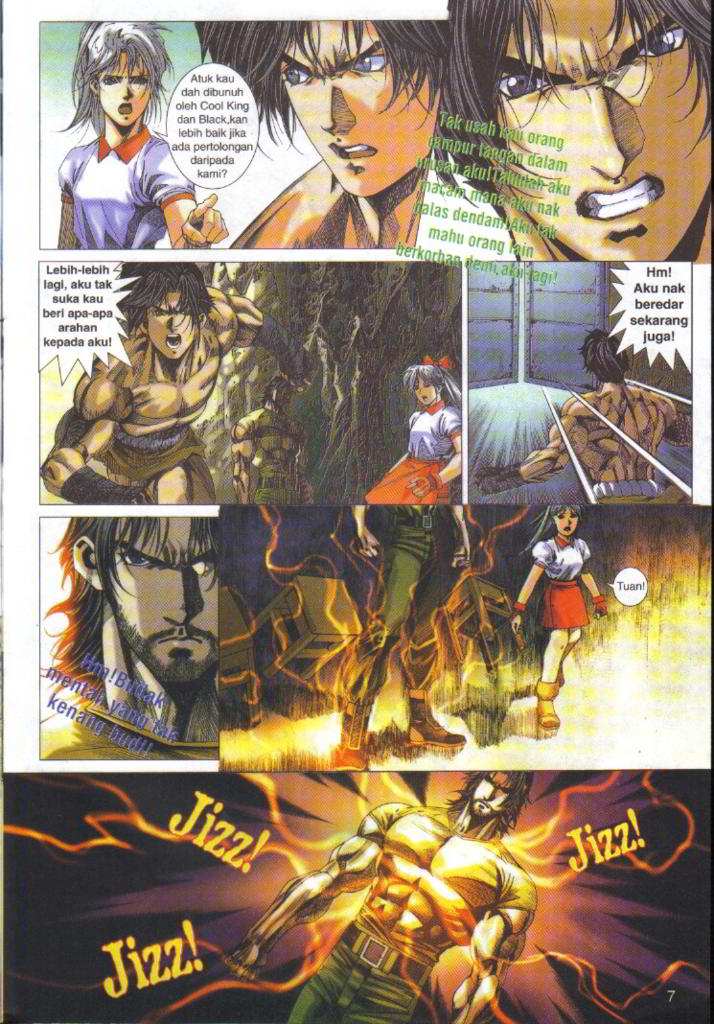 Atuk kau
dah dibunuh
oleh Cool King
dan Black,kan
lebih baik jika
ada pertolongan
daripada
kami?
Tak usah kau orang
campur tangan dalam
urusan aku!Takulah aku
macam mana aku nak
balas dendam!Aku tak
mahu orang lain
berkorban demi aku lagi!
Lebih-lebih
lagi, aku tak
suka kau
beri apa-apa
arahan
kepada aku!
Hm!
Aku nak
beredar
sekarang
juga!
Hm!Budak
mentah yang tak
kenang budi!
Tuan!
Jizz!
Jizz!
Jizz!
7